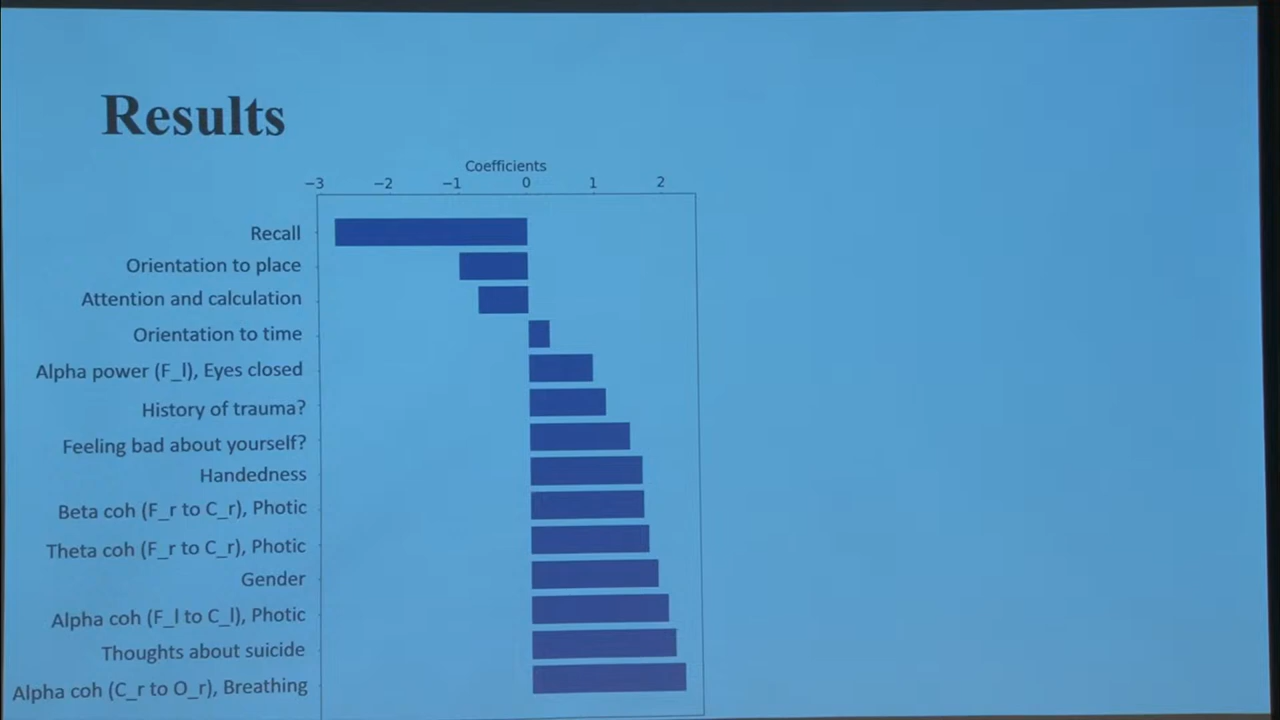 Results
Coefficients
−3 −2 −1 0 1 2
Recall
Orientation to place
Attention and calculation
Orientation to time
Alpha power (F_l), Eyes closed
History of trauma?
Feeling bad about yourself?
Handedness
Beta coh (F_r to C_r), Photic
Theta coh (F_r to C_r), Photic
Gender
Alpha coh (F_l to C_l), Photic
Thoughts about suicide
Alpha coh (C_r to O_r), Breathing